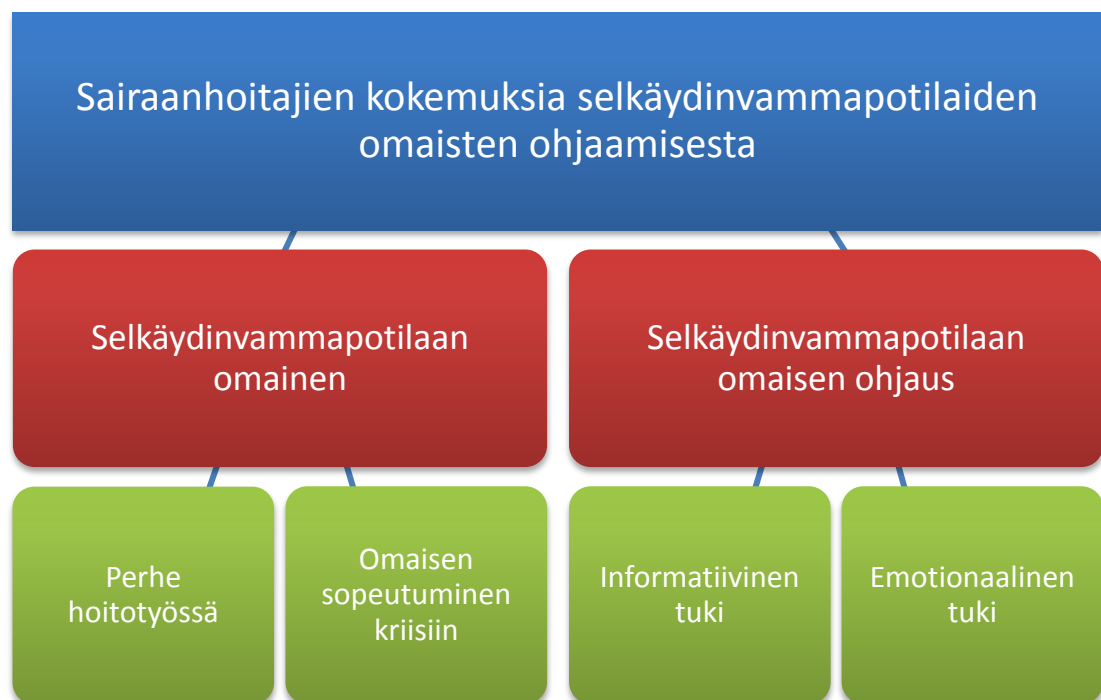 Sairaanhoitajien kokemuksia selkäydinvammapotilaiden
omaisten ohjaamisesta
Selkäydinvammapotilaan
omainen
Selkäydinvammapotilaan
omaisen ohjaus
Perhe
hoitotyössä
Omaisen
sopeutuminen
kriisiin
Informatiivinen
tuki
Emotionaalinen
tuki